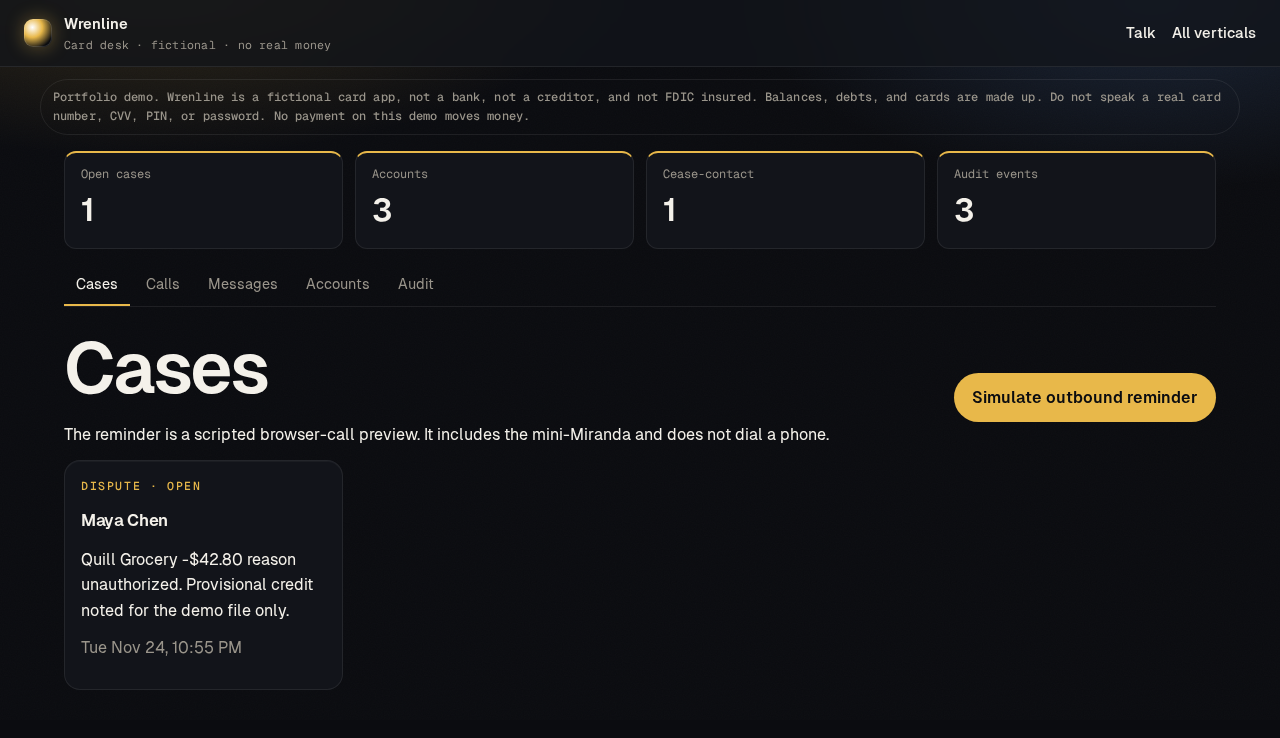 Wrenline
Card desk · fictional · no real money
Talk
All verticals
Portfolio demo. Wrenline is a fictional card app, not a bank, not a creditor, and not FDIC insured. Balances, debts, and cards are made up. Do not speak a real card
number, CVV, PIN, or password. No payment on this demo moves money.
Open cases
1
Accounts
3
Cease-contact
1
Audit events
3
Cases
Calls
Messages
Accounts
Audit
Cases
Simulate outbound reminder
The reminder is a scripted browser-call preview. It includes the mini-Miranda and does not dial a phone.
DISPUTE · OPEN
Maya Chen
Quill Grocery -$42.80 reason
unauthorized. Provisional credit
noted for the demo file only.
Tue Nov 24, 10:55 PM